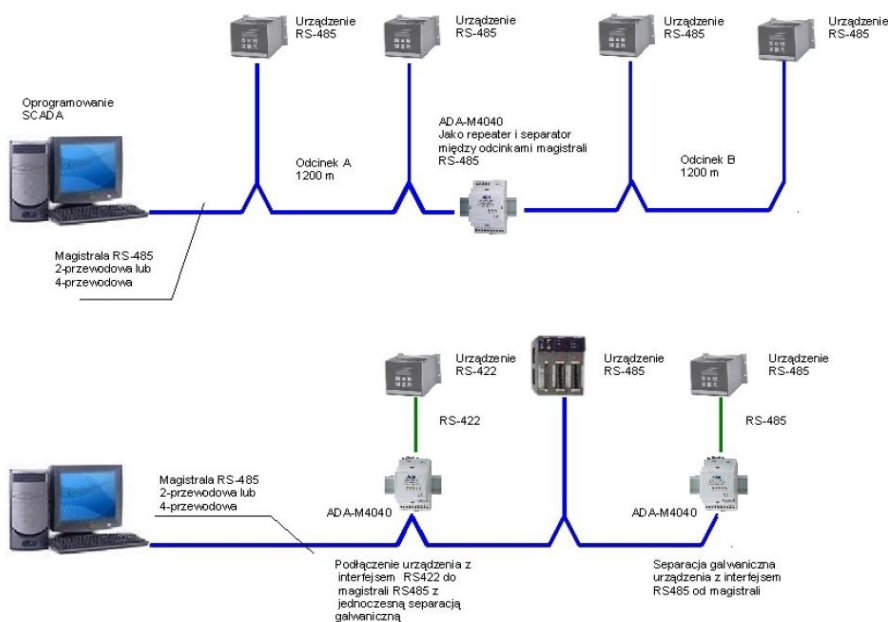 Urządzenie
RS-485
Urządzenie
RS-485
Urządzenie
RS-485
Urządzenie
RS-485
Oprogramowanie
SCADA
ADA-M4040
Jako repeater i separator
między odcinkami magistrali
RS-485
Odcinek A
1200 m
Odcinek B
1200 m
Magistrala RS-485
2-przewodowa lub
4-przewodowa
Urządzenie
RS-422
Urządzenie
RS-485
Urządzenie
RS-485
RS-422
RS-485
Magistrala RS-485
2-przewodowa lub
4-przewodowa
ADA-M4040
ADA-M4040
Podłączenie urządzenia z
interfejsem RS422 do
magistrali RS485 z
jednoczesną separacją
galwaniczną
Separacja galwaniczna
urządzenia z interfejsem
RS485 od magistrali